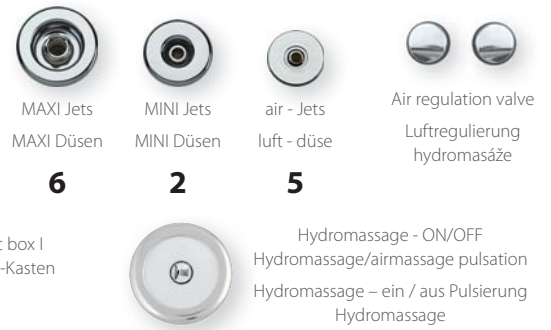 MAXI Jets
MAXI Düsen
6
MINI Jets
MINI Düsen
2
air - Jets
luft - düse
5
Air regulation valve
Luftregulierung
hydromasáže
box I
-Kasten
Hydromassage - ON/OFF
Hydromassage/airmassage pulsation
Hydromassage – ein / aus Pulsierung
Hydromassage